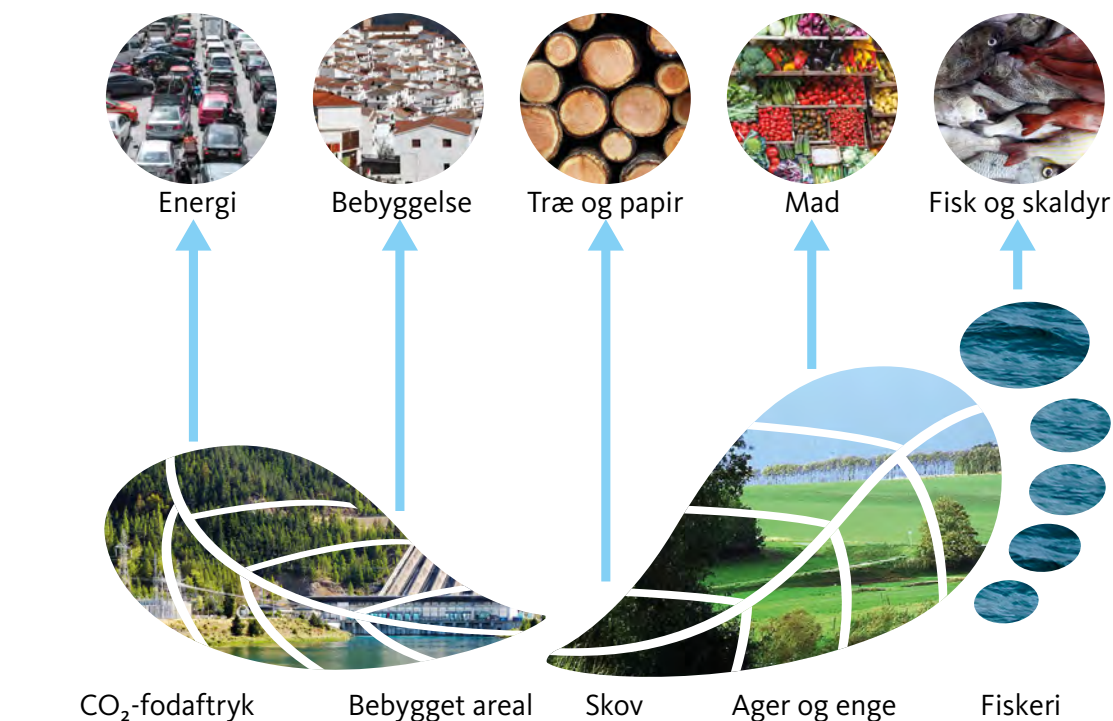 Energi
Bebyggelse
Træ og papir
Mad
Fisk og skaldyr
CO₂-fodaftryk
Bebygget areal
Skov
Ager og enge
Fiskeri